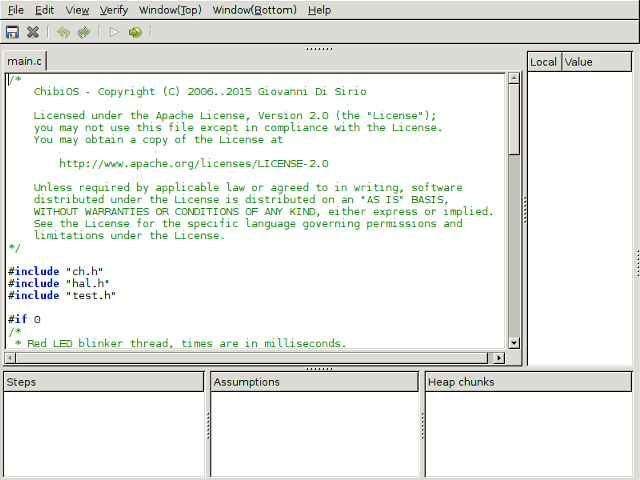 File Edit View Verify Window(Top) Window(Bottom) Help
main.c
Local Value
/*
ChibiOS - Copyright (C) 2006..2015 Giovanni Di Sirio
Licensed under the Apache License, Version 2.0 (the "License");
you may not use this file except in compliance with the License.
You may obtain a copy of the License at
http://www.apache.org/licenses/LICENSE-2.0
Unless required by applicable law or agreed to in writing, software
distributed under the License is distributed on an "AS IS" BASIS,
WITHOUT WARRANTIES OR CONDITIONS OF ANY KIND, either express or implied.
See the License for the specific language governing permissions and
limitations under the License.
*/
#include "ch.h"
#include "hal.h"
#include "test.h"
#if 0
/*
* Red LED blinker thread, times are in milliseconds.
Steps
Assumptions
Heap chunks